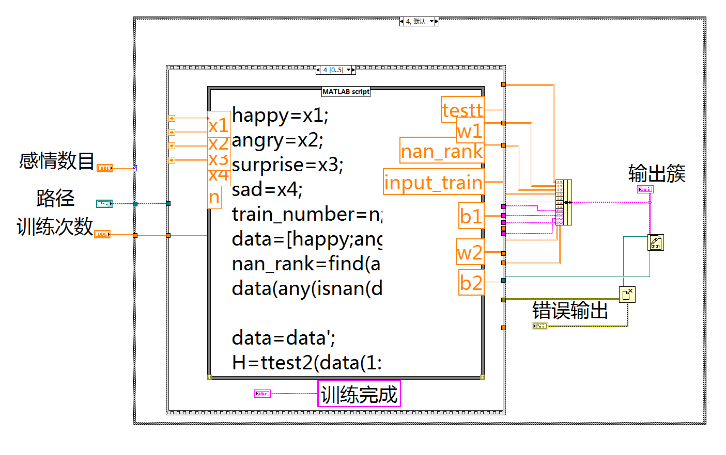 4, 默认
4 [0..5]
MATLAB script
感情数目
路径
训练次数
x1
x2
x3
x4
n
happy=x1;
angry=x2;
surprise=x3;
sad=x4;
train_number=n;
data=[happy;ang
nan_rank=find(a
data(any(isnan(d
data=data';
H=ttest2(data(1:
testt
w1
nan_rank
input_train
b1
w2
b2
训练完成
输出簇
错误输出